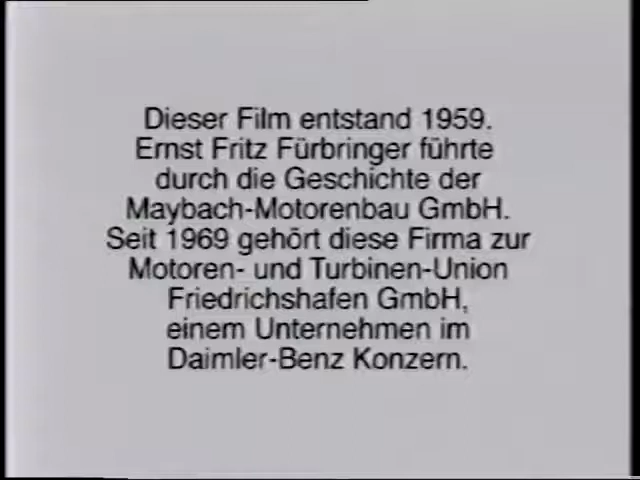 Dieser Film entstand 1959.
Ernst Fritz Fürbringer führte
durch die Geschichte der
Maybach-Motorenbau GmbH.
Seit 1969 gehört diese Firma zur
Motoren- und Turbinen-Union
Friedrichshafen GmbH,
einem Unternehmen im
Daimler-Benz Konzern.